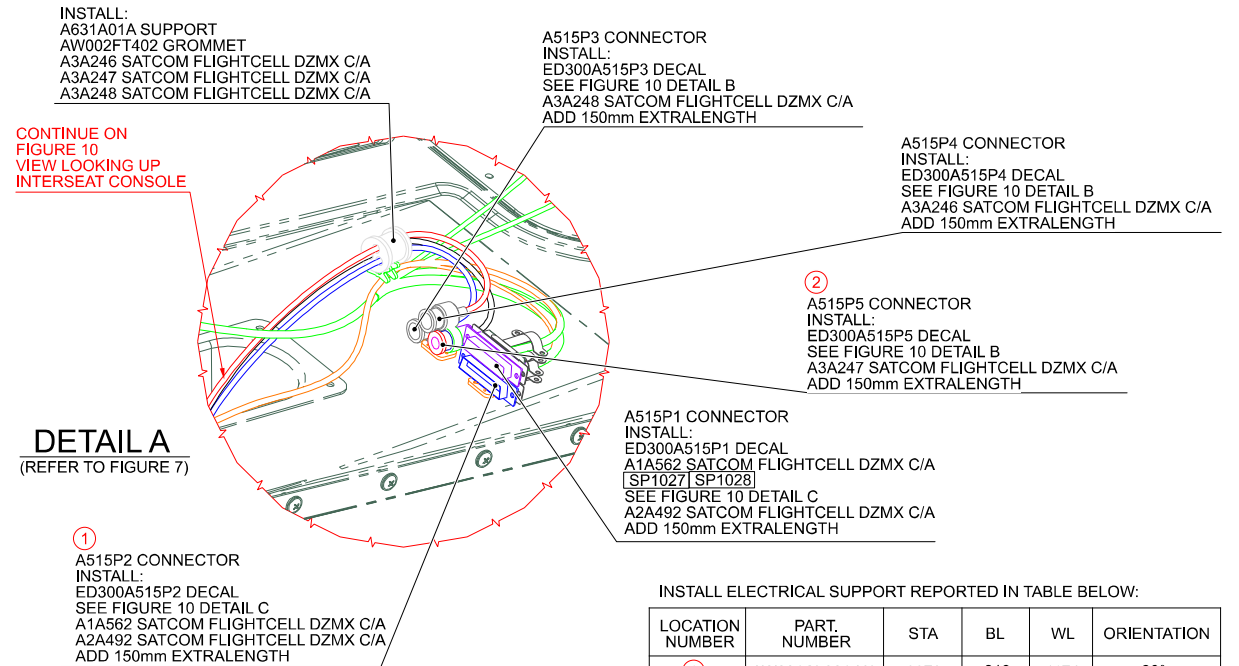 INSTALL:
A631A01A SUPPORT
AW002FT402 GROMMET
A3A246 SATCOM FLIGHTCELL DZMX C/A
A3A247 SATCOM FLIGHTCELL DZMX C/A
A3A248 SATCOM FLIGHTCELL DZMX C/A
A515P3 CONNECTOR
INSTALL:
ED300A515P3 DECAL
SEE FIGURE 10 DETAIL B
A3A248 SATCOM FLIGHTCELL DZMX C/A
ADD 150mm EXTRALENGTH
CONTINUE ON
FIGURE 10
VIEW LOOKING UP
INTERSEAT CONSOLE
A515P4 CONNECTOR
INSTALL:
ED300A515P4 DECAL
SEE FIGURE 10 DETAIL B
A3A246 SATCOM FLIGHTCELL DZMX C/A
ADD 150mm EXTRALENGTH
2
A515P5 CONNECTOR
INSTALL:
ED300A515P5 DECAL
SEE FIGURE 10 DETAIL B
A3A247 SATCOM FLIGHTCELL DZMX C/A
ADD 150mm EXTRALENGTH
A515P1 CONNECTOR
INSTALL:
ED300A515P1 DECAL
A1A562 SATCOM FLIGHTCELL DZMX C/A
SP1027 SP1028
SEE FIGURE 10 DETAIL C
A2A492 SATCOM FLIGHTCELL DZMX C/A
ADD 150mm EXTRALENGTH
DETAIL A
(REFER TO FIGURE 7)
1
A515P2 CONNECTOR
INSTALL:
ED300A515P2 DECAL
SEE FIGURE 10 DETAIL C
A1A562 SATCOM FLIGHTCELL DZMX C/A
A2A492 SATCOM FLIGHTCELL DZMX C/A
ADD 150mm EXTRALENGTH
INSTALL ELECTRICAL SUPPORT REPORTED IN TABLE BELOW:
LOCATION NUMBER PART. NUMBER STA BL WL ORIENTATION